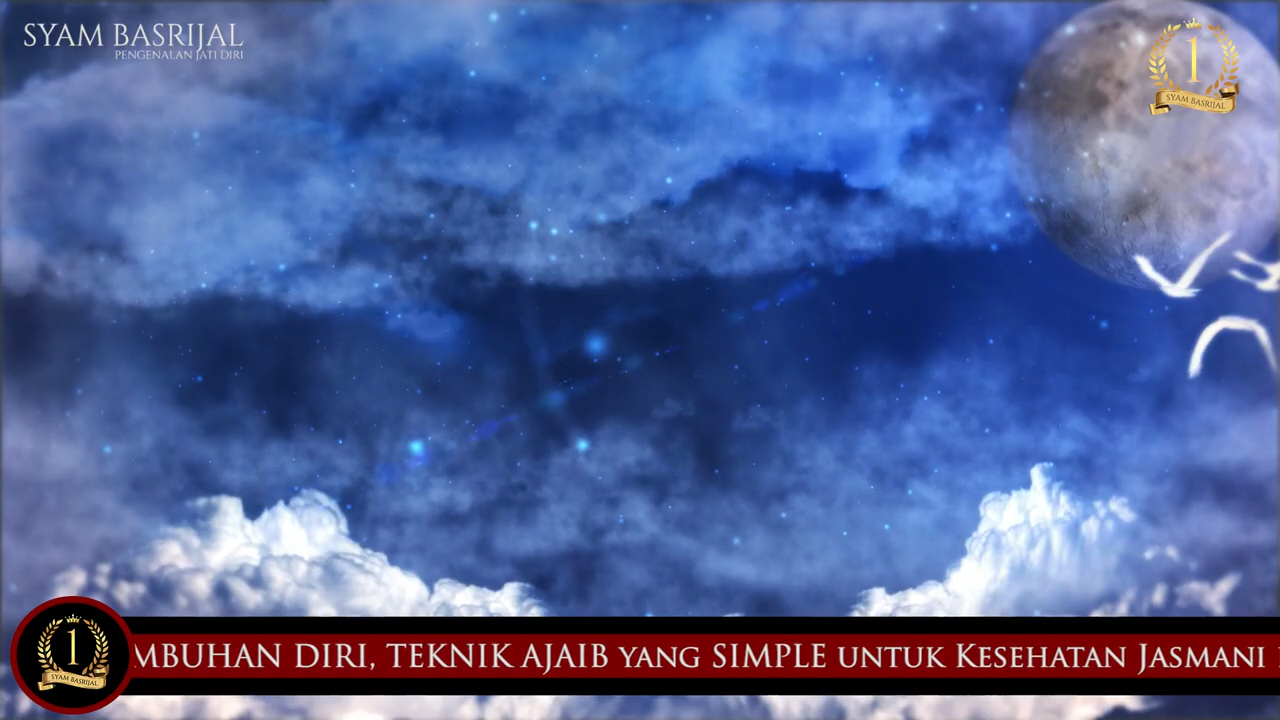 SYAM BASRIJAL
PENGENALAN JATI DIRI
1
SYAM BASRIJAL
1
SYAM BASRIJAL
MBUHAN DIRI, TEKNIK AJAIB YANG SIMPLE UNTUK KESEHATAN JASMANI